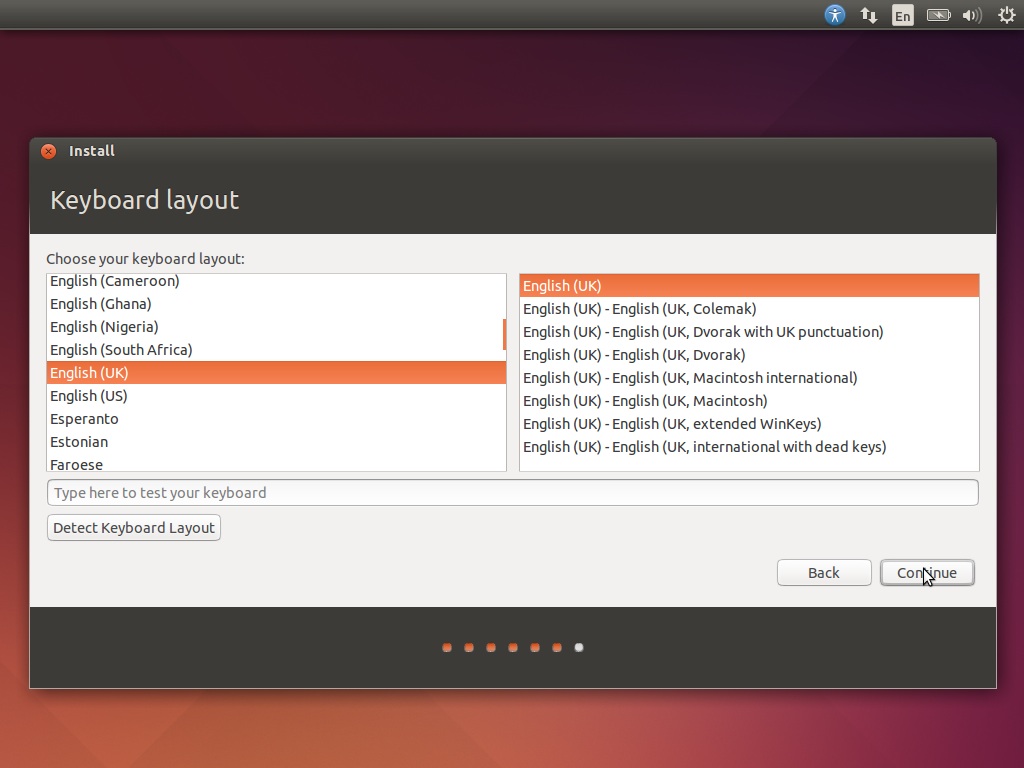 En
Install
Keyboard layout
Choose your keyboard layout:
English (Cameroon)
English (Ghana)
English (Nigeria)
English (South Africa)
English (UK)
English (US)
Esperanto
Estonian
Faroese
English (UK)
English (UK) - English (UK, Colemak)
English (UK) - English (UK, Dvorak with UK punctuation)
English (UK) - English (UK, Dvorak)
English (UK) - English (UK, Macintosh international)
English (UK) - English (UK, Macintosh)
English (UK) - English (UK, extended WinKeys)
English (UK) - English (UK, international with dead keys)
Type here to test your keyboard
Detect Keyboard Layout
Back
Continue